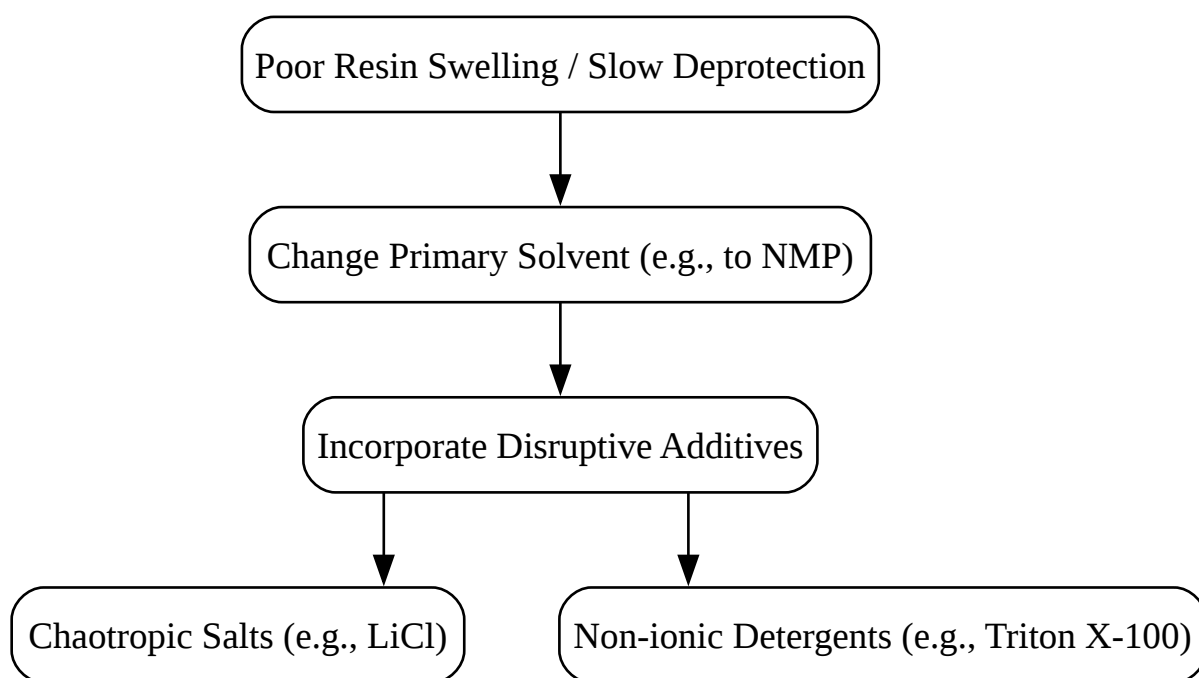 Poor Resin Swelling / Slow Deprotection
Change Primary Solvent (e.g., to NMP)
Incorporate Disruptive Additives
Chaotropic Salts (e.g., LiCl)
Non-ionic Detergents (e.g., Triton X-100)